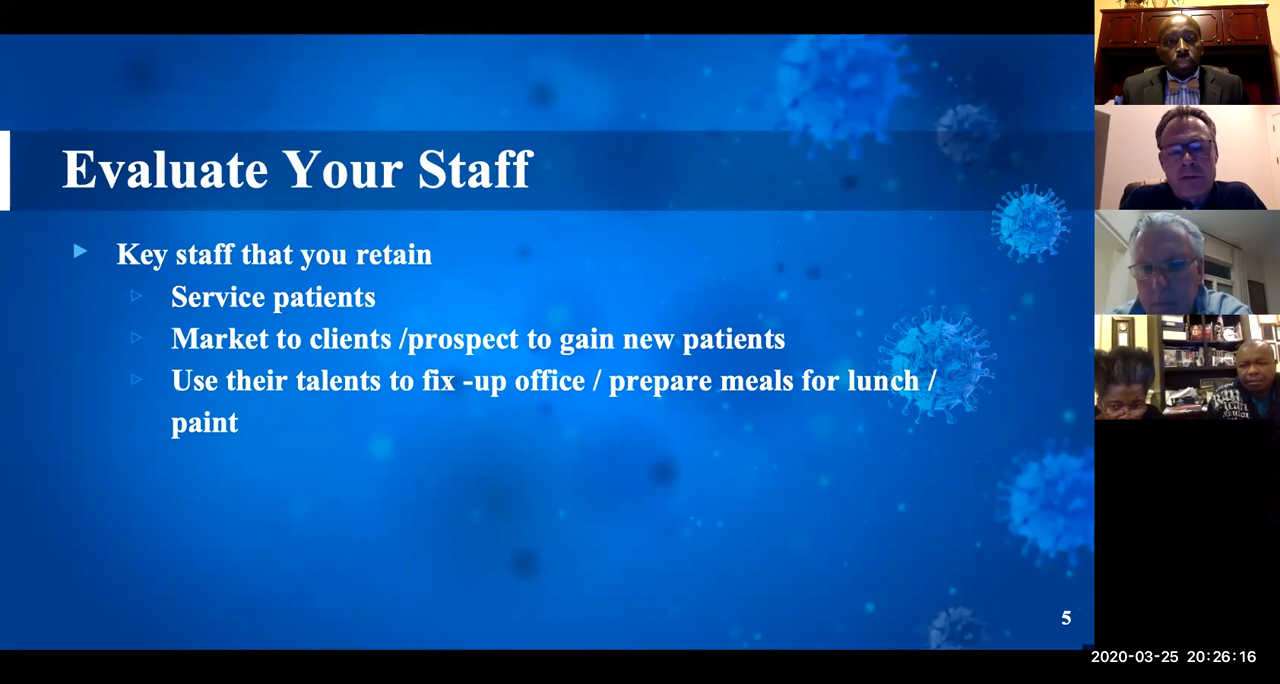 Evaluate Your Staff
Key staff that you retain
Service patients
Market to clients /prospect to gain new patients
Use their talents to fix -up office / prepare meals for lunch /
paint
5
2020-03-25 20:26:16